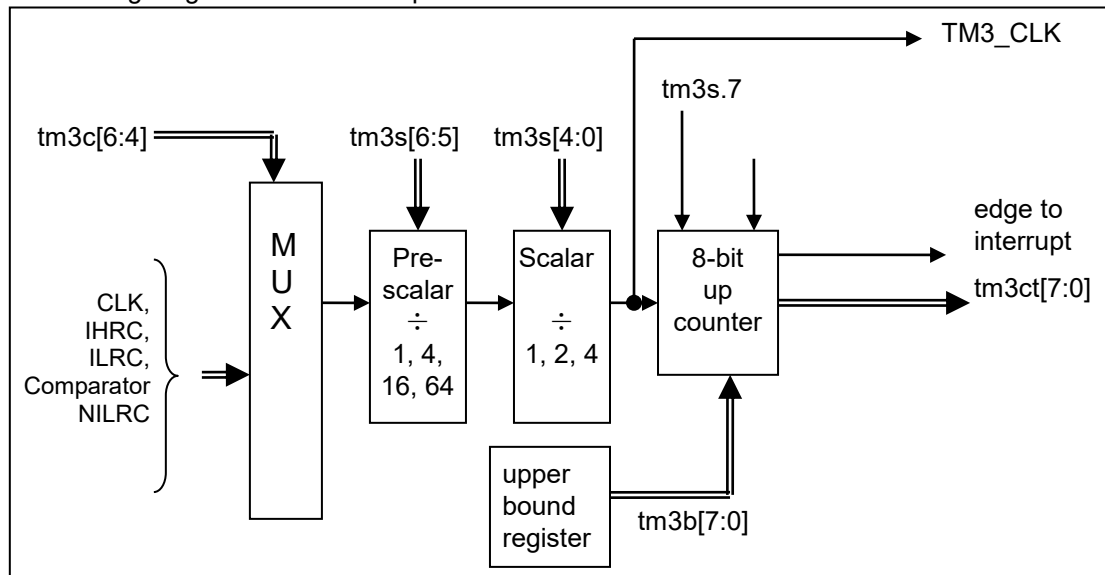 TM3_CLK
tm3s.7
tm3c[6:4]
tm3s[6:5]
tm3s[4:0]
M
U
X
Pre-
scalar
÷
1, 4,
16, 64
Scalar
÷
1, 2, 4
8-bit
up
counter
edge to
interrupt
tm3ct[7:0]
CLK,
IHRC,
ILRC,
Comparator
NILRC
upper
bound
register
tm3b[7:0]